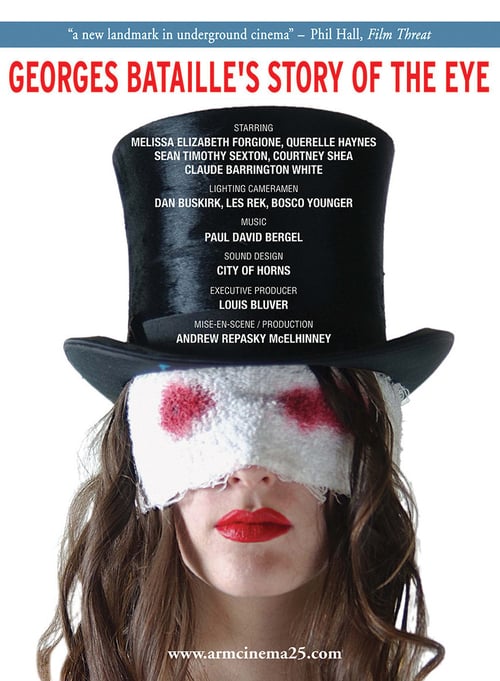 “a new landmark in underground cinema” – Phil Hall, Film Threat
GEORGES BATAILLE'S STORY OF THE EYE
STARRING
MELISSA ELIZABETH FORGIONE, QUERELLE HAYNES
SEAN TIMOTHY SEXTON, COURTNEY SHEA
CLAUDE BARRINGTON WHITE
LIGHTING CAMERAMEN
DAN BUSKIRK, LES REK, BOSCO YOUNGER
MUSIC
PAUL DAVID BERGEL
SOUND DESIGN
CITY OF HORNS
EXECUTIVE PRODUCER
LOUIS BLUVER
MISE-EN-SCENE / PRODUCTION
ANDREW REPASKY McELHINNEY
www.armcinema25.com